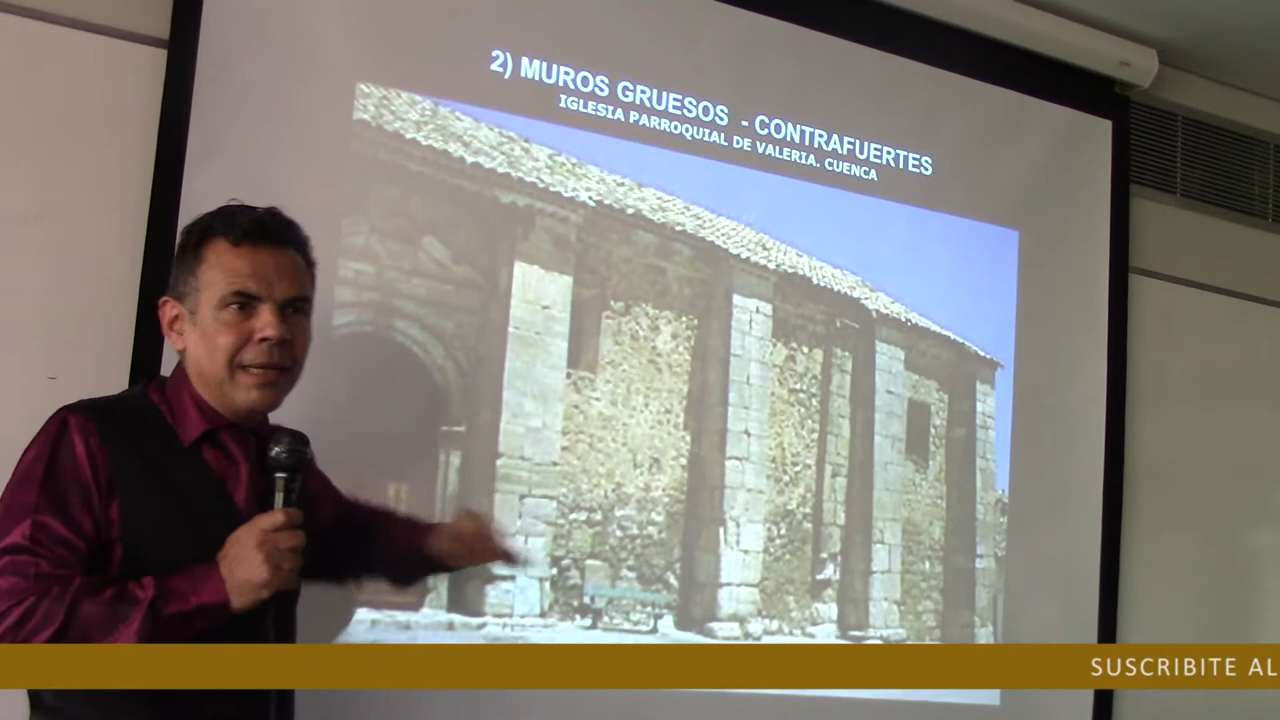 2) MUROS GRUESOS - CONTRAFUERTES
IGLESIA PARROQUIAL DE VALERIA. CUENCA
SUSCRIBITE AL